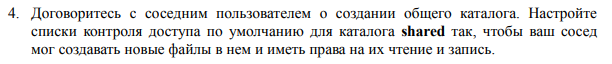 4. Договоритесь с соседним пользователем о создании общего каталога. Настройте
списки контроля доступа по умолчанию для каталога shared так, чтобы ваш сосед
мог создавать новые файлы в нем и иметь права на их чтение и запись.